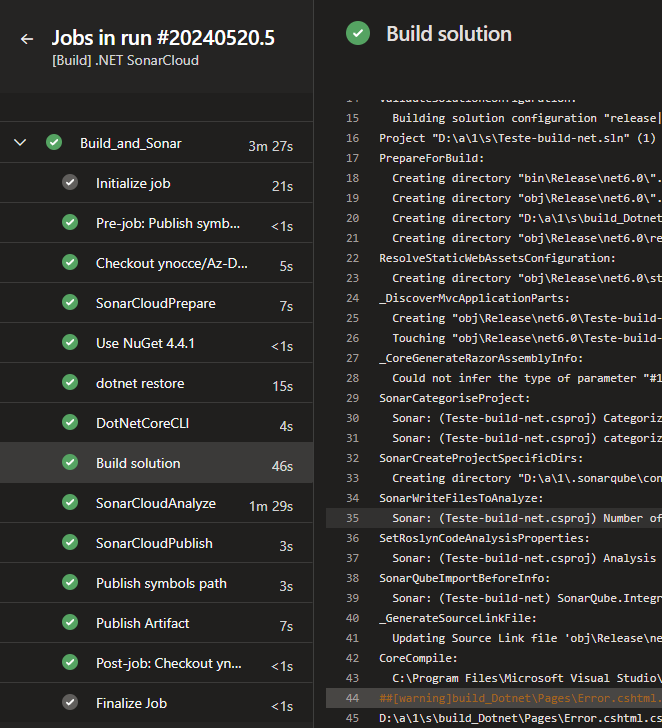 Jobs in run #20240520.5
[Build] .NET SonarCloud
Build_and_Sonar 3m 27s
Initialize job 21s
Pre-job: Publish symb... <1s
Checkout ynocce/Az-D... 5s
SonarCloudPrepare 7s
Use NuGet 4.4.1 <1s
dotnet restore 15s
DotNetCoreCLI 4s
Build solution 46s
SonarCloudAnalyze 1m 29s
SonarCloudPublish 3s
Publish symbols path 3s
Publish Artifact 7s
Post-job: Checkout yn... <1s
Finalize Job <1s
Build solution
14 ValidateSolutionConfiguration:
15 Building solution configuration "release|
16 Project "D:\a\1\s\Teste-build-net.sln" (1)
17 PrepareForBuild:
18 Creating directory "bin\Release\net6.0\".
19 Creating directory "obj\Release\net6.0\".
20 Creating directory "D:\a\1\s\build_Dotnet
21 Creating directory "obj\Release\net6.0\re
22 ResolveStaticWebAssetsConfiguration:
23 Creating directory "obj\Release\net6.0\st
24 _DiscoverMvcApplicationParts:
25 Creating "obj\Release\net6.0\Teste-build-
26 Touching "obj\Release\net6.0\Teste-build-
27 _CoreGenerateRazorAssemblyInfo:
28 Could not infer the type of parameter "#1
29 SonarCategoriseProject:
30 Sonar: (Teste-build-net.csproj) Categoriz
31 Sonar: (Teste-build-net.csproj) categoriz
32 SonarCreateProjectSpecificDirs:
33 Creating directory "D:\a\1\.sonarqube\con
34 SonarWriteFilesToAnalyze:
35 Sonar: (Teste-build-net.csproj) Number of
36 SetRoslynCodeAnalysisProperties:
37 Sonar: (Teste-build-net.csproj) Analysis
38 SonarQubeImportBeforeInfo:
39 Sonar: (Teste-build-net) SonarQube.Integr
40 _GenerateSourceLinkFile:
41 Updating Source Link file 'obj\Release\ne
42 CoreCompile:
43 C:\Program Files\Microsoft Visual Studio\
44 ##[warning]build_Dotnet\Pages\Error.cshtml.
45 D:\a\1\s\build_Dotnet\Pages\Error.cshtml.c